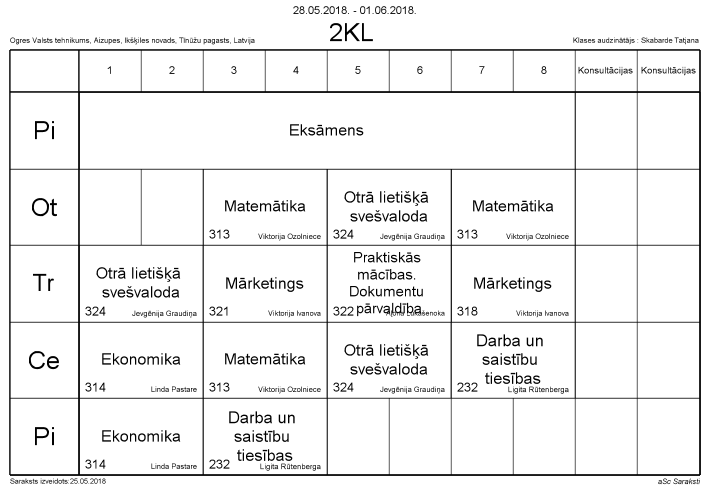 28.05.2018. - 01.06.2018.
2KL
Ogres Valsts tehnikums, Aizupes, Ikšķiles novads, Tīnūžu pagasts, Latvija
Klases audzinātājs : Skabarde Tatjana
1 2 3 4 5 6 7 8 Konsultācijas Konsultācijas
Pi
Eksāmens
Ot
Matemātika
313 Viktorija Ozolniece
Otrā lietišķā
svešvaloda
324 Jevgēnija Graudiņa
Matemātika
313 Viktorija Ozolniece
Tr
Otrā lietišķā
svešvaloda
324 Jevgēnija Graudiņa
Mārketings
321 Viktorija Ivanova
Praktiskās
mācības.
Dokumentu
pārvaldība
322
Mārketings
318 Viktorija Ivanova
Ce
Ekonomika
314 Linda Pastare
Matemātika
313 Viktorija Ozolniece
Otrā lietišķā
svešvaloda
324 Jevgēnija Graudiņa
Darba un
saistību
tiesības
232 Ligita Rūtenberga
Pi
Ekonomika
314 Linda Pastare
Darba un
saistību
tiesības
232 Ligita Rūtenberga
Saraksts izveidots:25.05.2018
aSc Saraksti